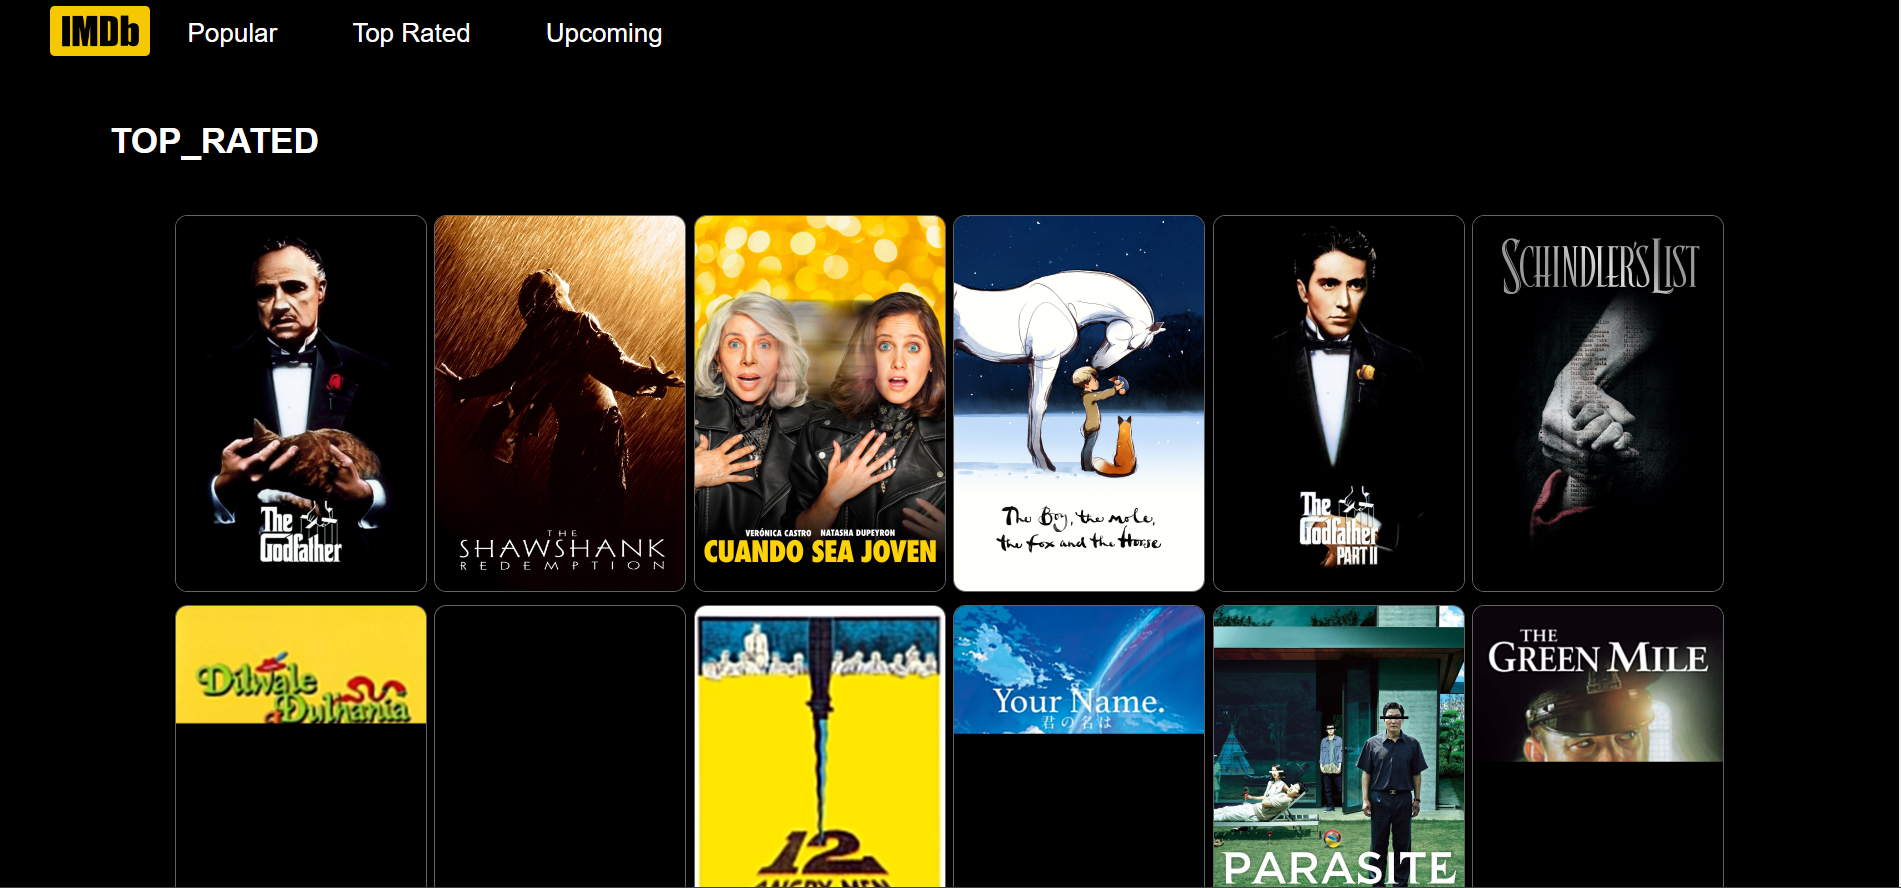 IMDb
Popular
Top Rated
Upcoming
TOP_RATED
The
Godfather
THE
SHAWSHANK
REDEMPTION
VERÓNICA CASTRO NATASHA DUPEYRON
CUANDO SEA JOVEN
The Boy, the mole,
the fox and the Horse
The
Godfather
PART II
SCHINDLER'S LIST
Dilwale
Dulhania
12
ANGRY MEN
Your Name.
君の名は
PARASITE
THE
GREEN MILE